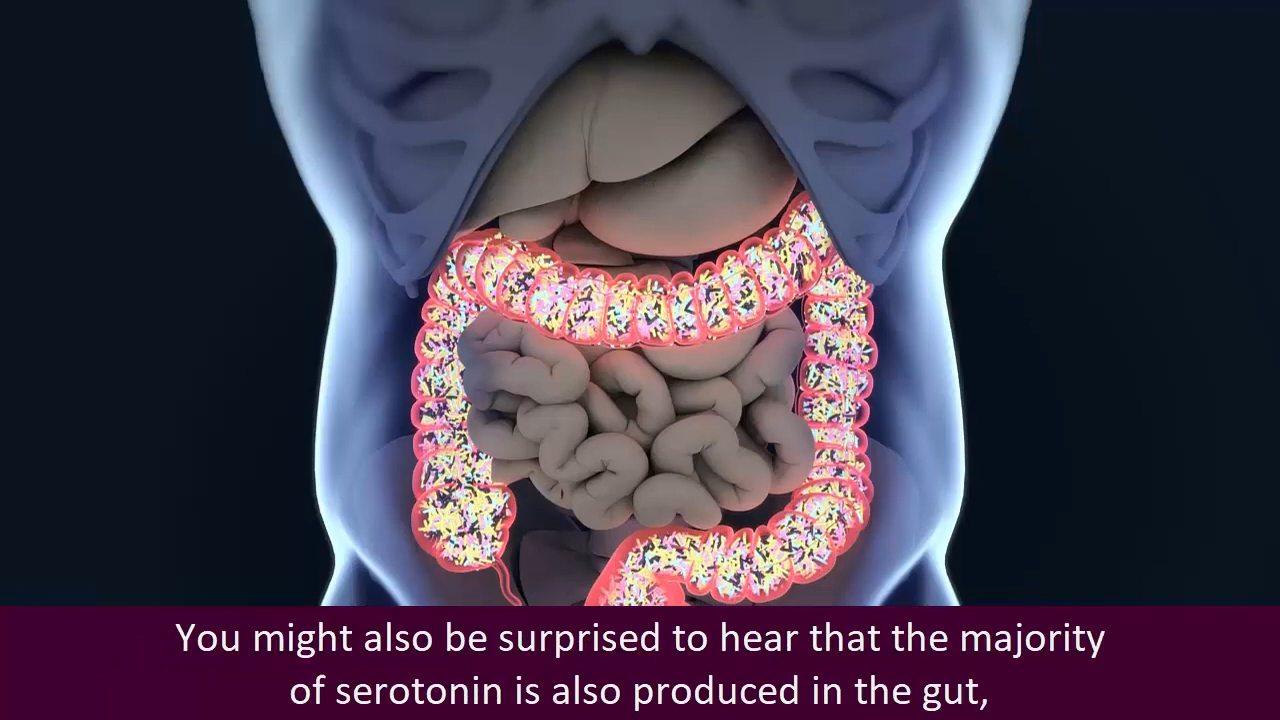 You might also be surprised to hear that the majority
of serotonin is also produced in the gut,